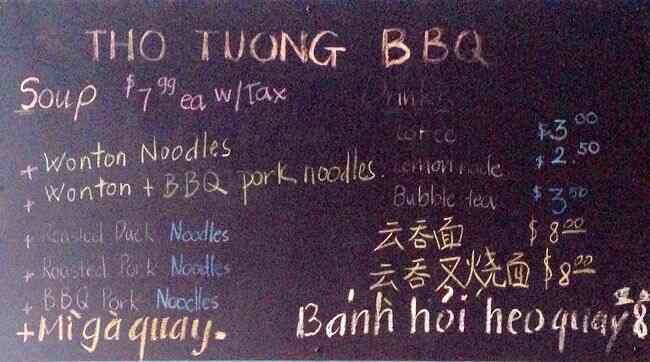 THO TUONG BBQ
Soup $7.99 ea w/Tax
+ Wonton Noodles
+ Wonton + BBQ pork noodles.
+ Roasted Duck Noodles
+ Roasted Pork Noodles
+ BBQ Pork Noodles
+Mì gà quay.
Drinks
$3.00
Lemonade $2.50
Bubble tea $3.50
云吞面 $8.00
云吞叉烧面 $8.00
Bánh hỏi heo quay